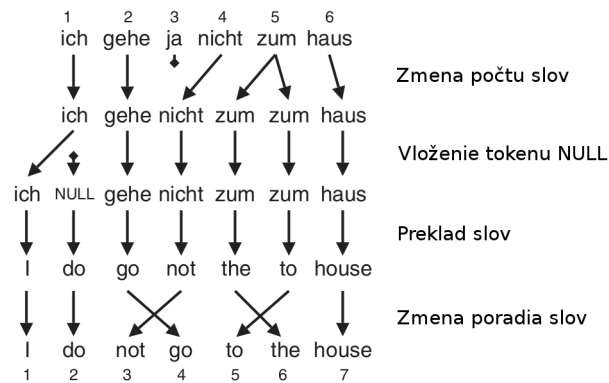 1 2 3 4 5 6
ich gehe ja nicht zum haus
Zmena počtu slov
ich gehe nicht zum zum haus
Vloženie tokenu NULL
ich NULL gehe nicht zum zum haus
Preklad slov
I do go not the to house
Zmena poradia slov
I do not go to the house
1 2 3 4 5 6 7